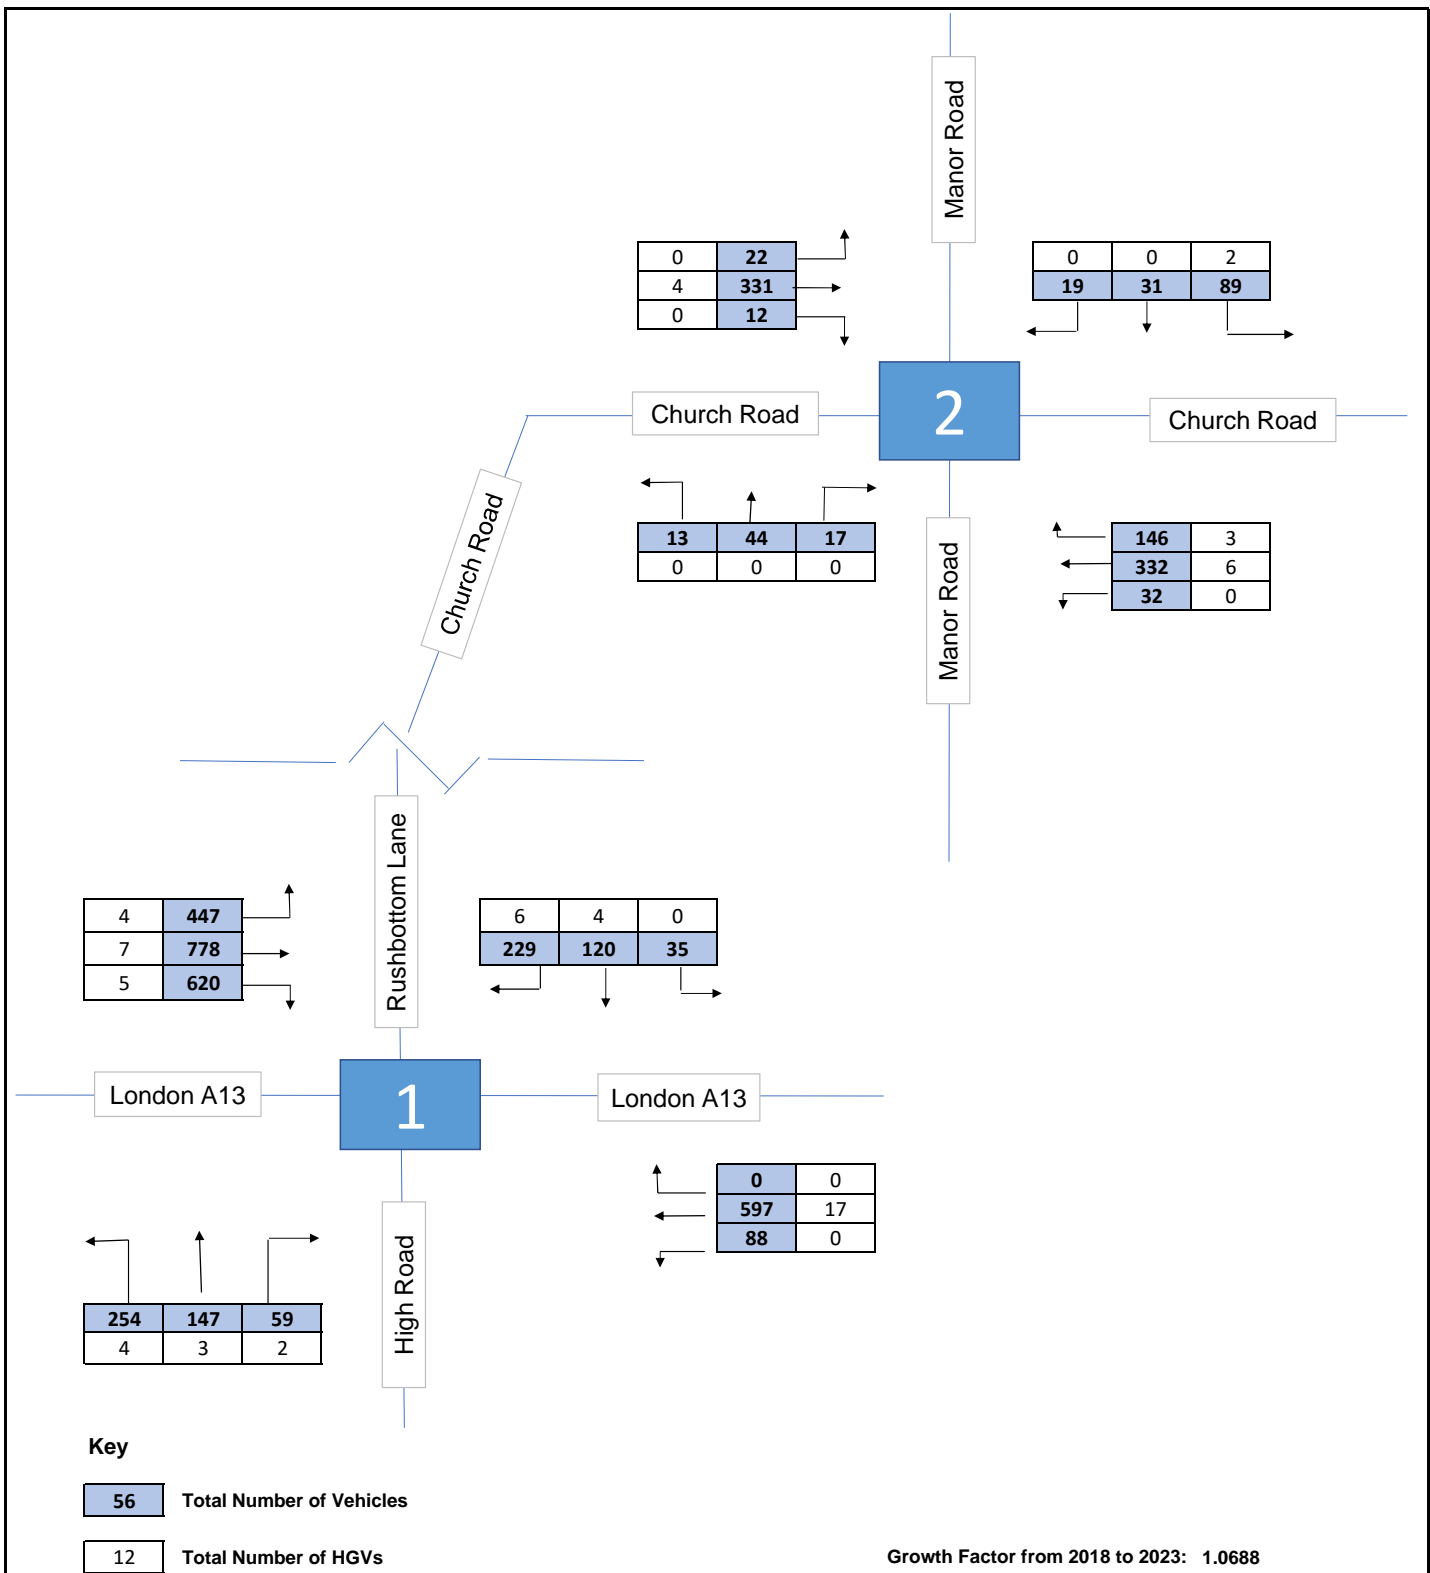 Manor Road
0 22
4 331
0 12
0 0 2
19 31 89
Church Road
2
Church Road
Church Road
13 44 17
0 0 0
Manor Road
146 3
332 6
32 0
Rushbottom Lane
4 447
7 778
5 620
6 4 0
229 120 35
London A13
1
London A13
0 0
597 17
88 0
High Road
254 147 59
4 3 2
Key
56 Total Number of Vehicles
12 Total Number of HGVs
Growth Factor from 2018 to 2023: 1.0688